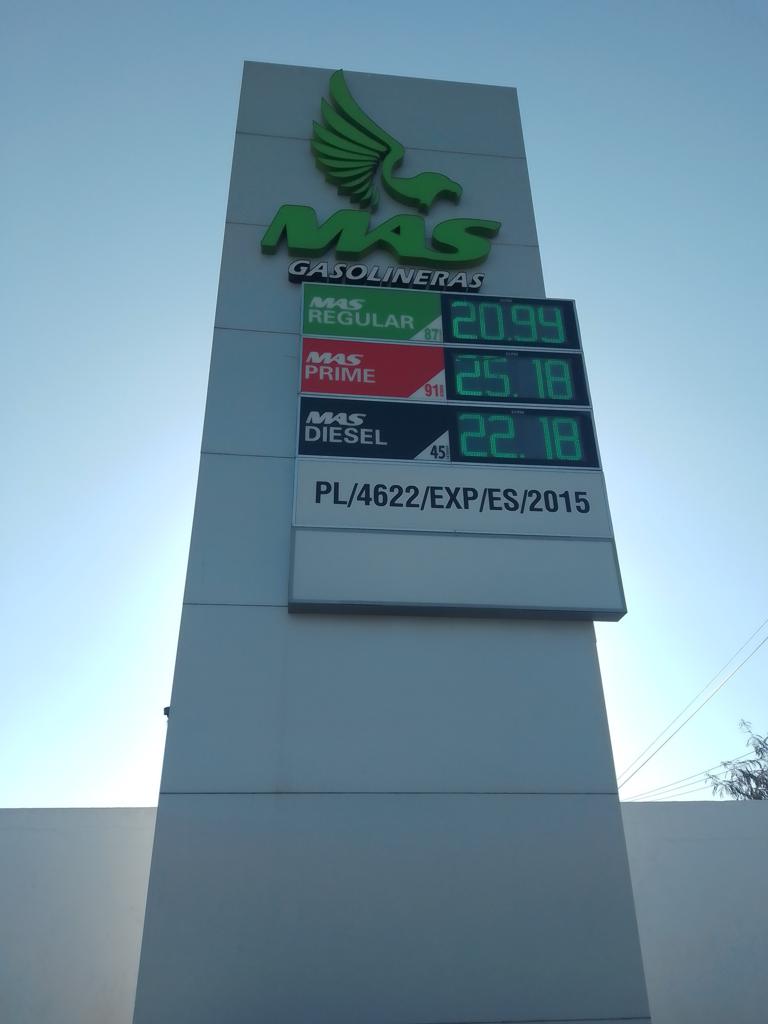 MAS
GASOLINERAS
MAS
REGULAR 87
20.99
MAS
PRIME 91
25.18
MAS
DIESEL 45
22.18
PL/4622/EXP/ES/2015